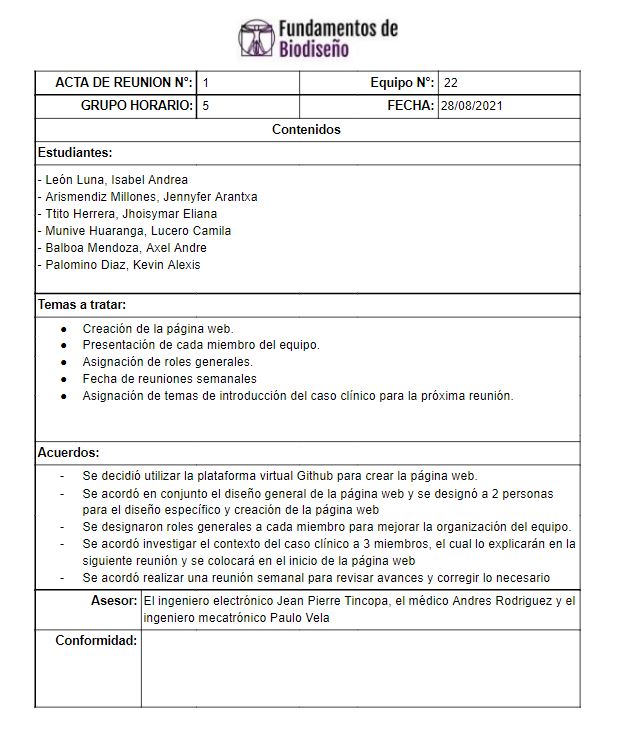 Fundamentos de
Biodiseño
ACTA DE REUNION N°: 1 Equipo N°: 22
GRUPO HORARIO: 5 FECHA: 28/08/2021
Contenidos
Estudiantes:
- León Luna, Isabel Andrea
- Arismendiz Millones, Jennyfer Arantxa
- Ttito Herrera, Jhoisymar Eliana
- Munive Huaranga, Lucero Camila
- Balboa Mendoza, Axel Andre
- Palomino Diaz, Kevin Alexis
Temas a tratar:
● Creación de la página web.
● Presentación de cada miembro del equipo.
● Asignación de roles generales.
● Fecha de reuniones semanales
● Asignación de temas de introducción del caso clínico para la próxima reunión.
Acuerdos:
- Se decidió utilizar la plataforma virtual Github para crear la página web.
- Se acordó en conjunto el diseño general de la página web y se designó a 2 personas
para el diseño específico y creación de la página web
- Se designaron roles generales a cada miembro para mejorar la organización del equipo.
- Se acordó investigar el contexto del caso clínico a 3 miembros, el cual lo explicarán en la
siguiente reunión y se colocará en el inicio de la página web
- Se acordó realizar una reunión semanal para revisar avances y corregir lo necesario
Asesor: El ingeniero electrónico Jean Pierre Tincopa, el médico Andres Rodriguez y el
ingeniero mecatrónico Paulo Vela
Conformidad: